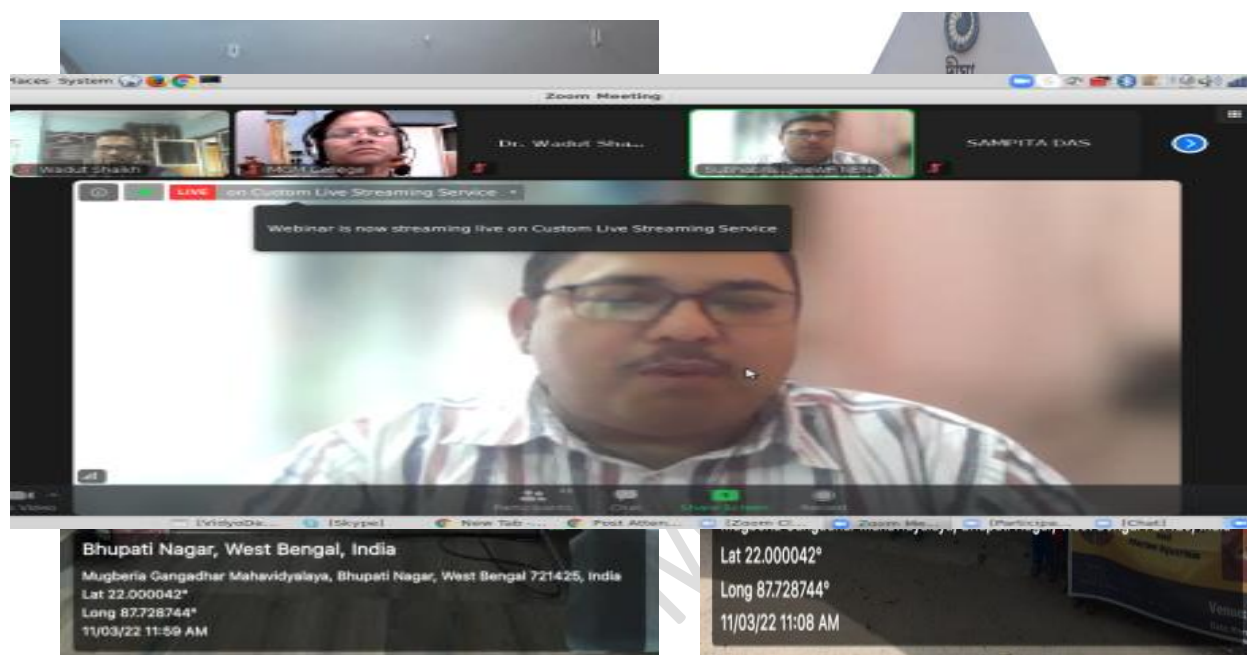 दीघा
System
Zoom Meeting
Wadut Shaikh
MGM College
Dr. Wadut Sha...
SAMPITA DAS
LIVE on Custom Live Streaming Service
Webinar is now streaming live on Custom Live Streaming Service
Participants
Chat
Share Screen
Record
[Skype]
New Tab -...
Post Atten...
[Zoom Cl...
Zoom Me...
[Participa...
[Chat]
Bhupati Nagar, West Bengal, India
Mugberia Gangadhar Mahavidyalaya, Bhupati Nagar, West Bengal 721425, India
Lat 22.000042°
Long 87.728744°
11/03/22 11:59 AM
Lat 22.000042°
Long 87.728744°
11/03/22 11:08 AM
Venue